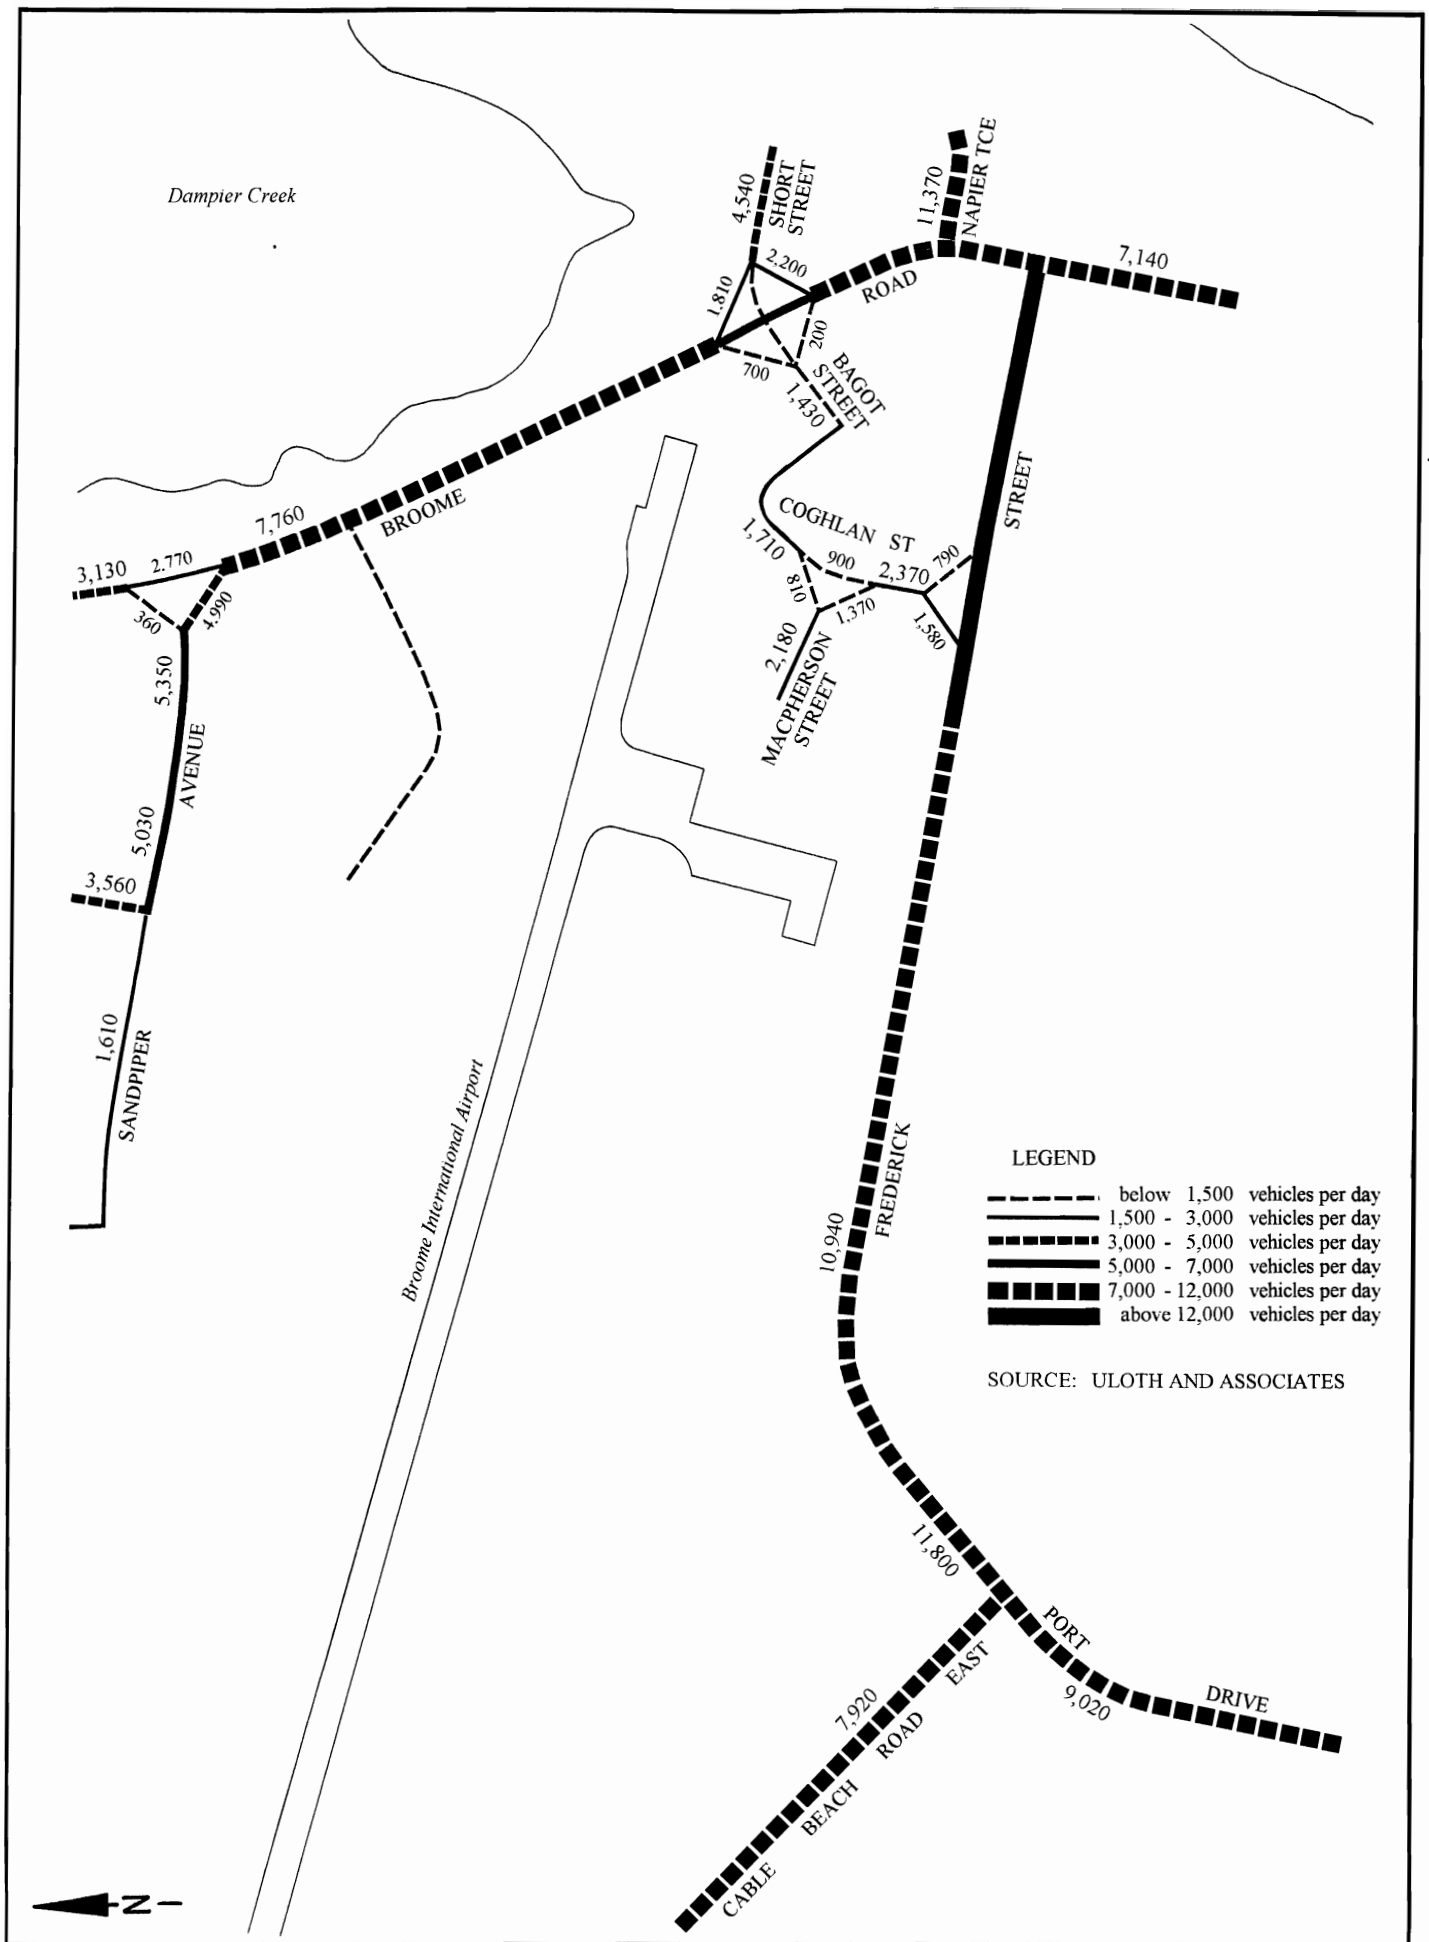 Dampier Creek
4,540
SHORT
STREET
11,370
NAPIER TCE
7,140
2,200
1,810
ROAD
200
700
BAGOT
STREET
1,430
BROOME
7,760
COGHLAN ST
STREET
1,710
900
2,370
790
810
1,370
1,580
2,180
MACPHERSON
STREET
3,130
2.770
360
4,990
5,350
AVENUE
5,030
3,560
1,610
SANDPIPER
Broome International Airport
FREDERICK
10,940
LEGEND
below 1,500 vehicles per day
1,500 - 3,000 vehicles per day
3,000 - 5,000 vehicles per day
5,000 - 7,000 vehicles per day
7,000 - 12,000 vehicles per day
above 12,000 vehicles per day
SOURCE: ULOTH AND ASSOCIATES
11,800
PORT
DRIVE
9,020
7,920
CABLE BEACH ROAD EAST
N